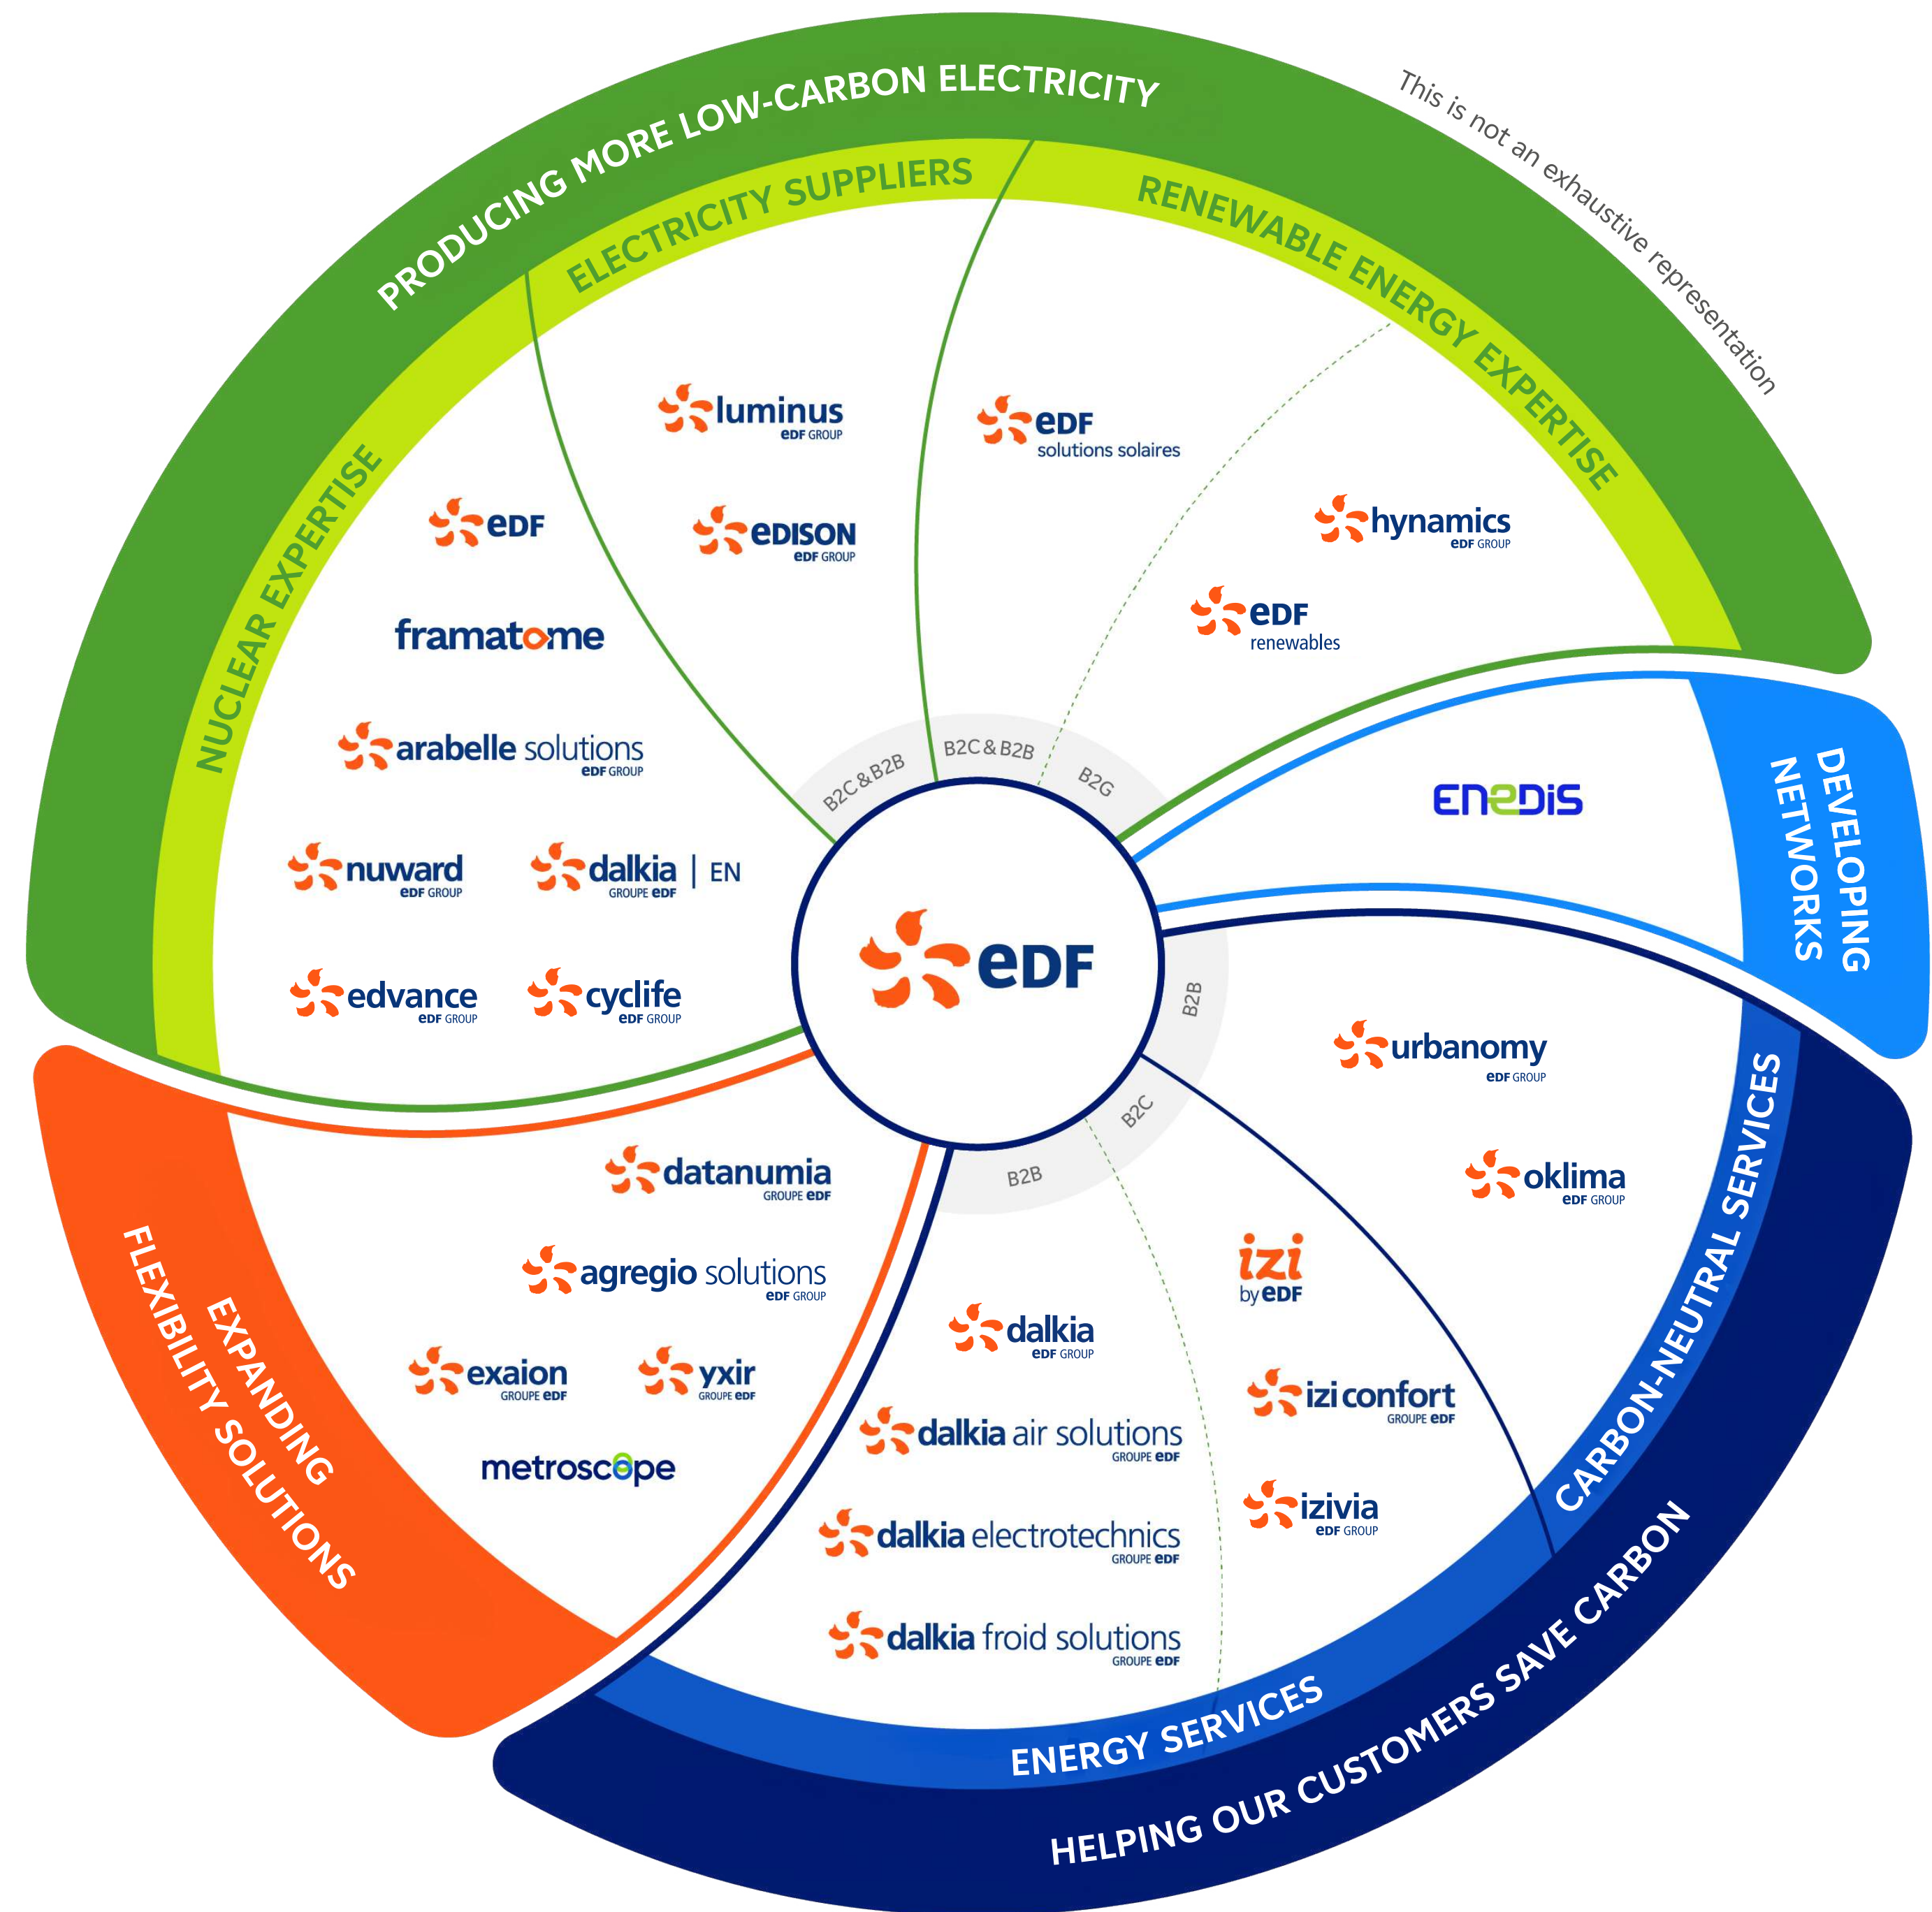 PRODUCING MORE LOW-CARBON ELECTRICITY
This is not an exhaustive representation
NUCLEAR EXPERTISE
eDF
framatome
arabelle solutions
eDF GROUP
nuward
eDF GROUP
dalkia | EN
GROUPE eDF
edvance
eDF GROUP
cyclife
eDF GROUP
ELECTRICITY SUPPLIERS
luminus
eDF GROUP
eDISON
eDF GROUP
B2C & B2B
RENEWABLE ENERGY EXPERTISE
eDF
solutions solaires
B2C & B2B
hynamics
eDF GROUP
eDF
renewables
B2G
DEVELOPING
NETWORKS
eneDis
eDF
HELPING OUR CUSTOMERS SAVE CARBON
CARBON-NEUTRAL SERVICES
B2B
urbanomy
eDF GROUP
oklima
eDF GROUP
ENERGY SERVICES
B2C
izi
by eDF
izi confort
GROUPE eDF
izivia
eDF GROUP
B2B
dalkia
eDF GROUP
dalkia air solutions
GROUPE eDF
dalkia electrotechnics
GROUPE eDF
dalkia froid solutions
GROUPE eDF
EXPANDING
FLEXIBILITY SOLUTIONS
datanumia
GROUPE eDF
agregio solutions
eDF GROUP
exaion
GROUPE eDF
yxir
GROUPE eDF
metroscope